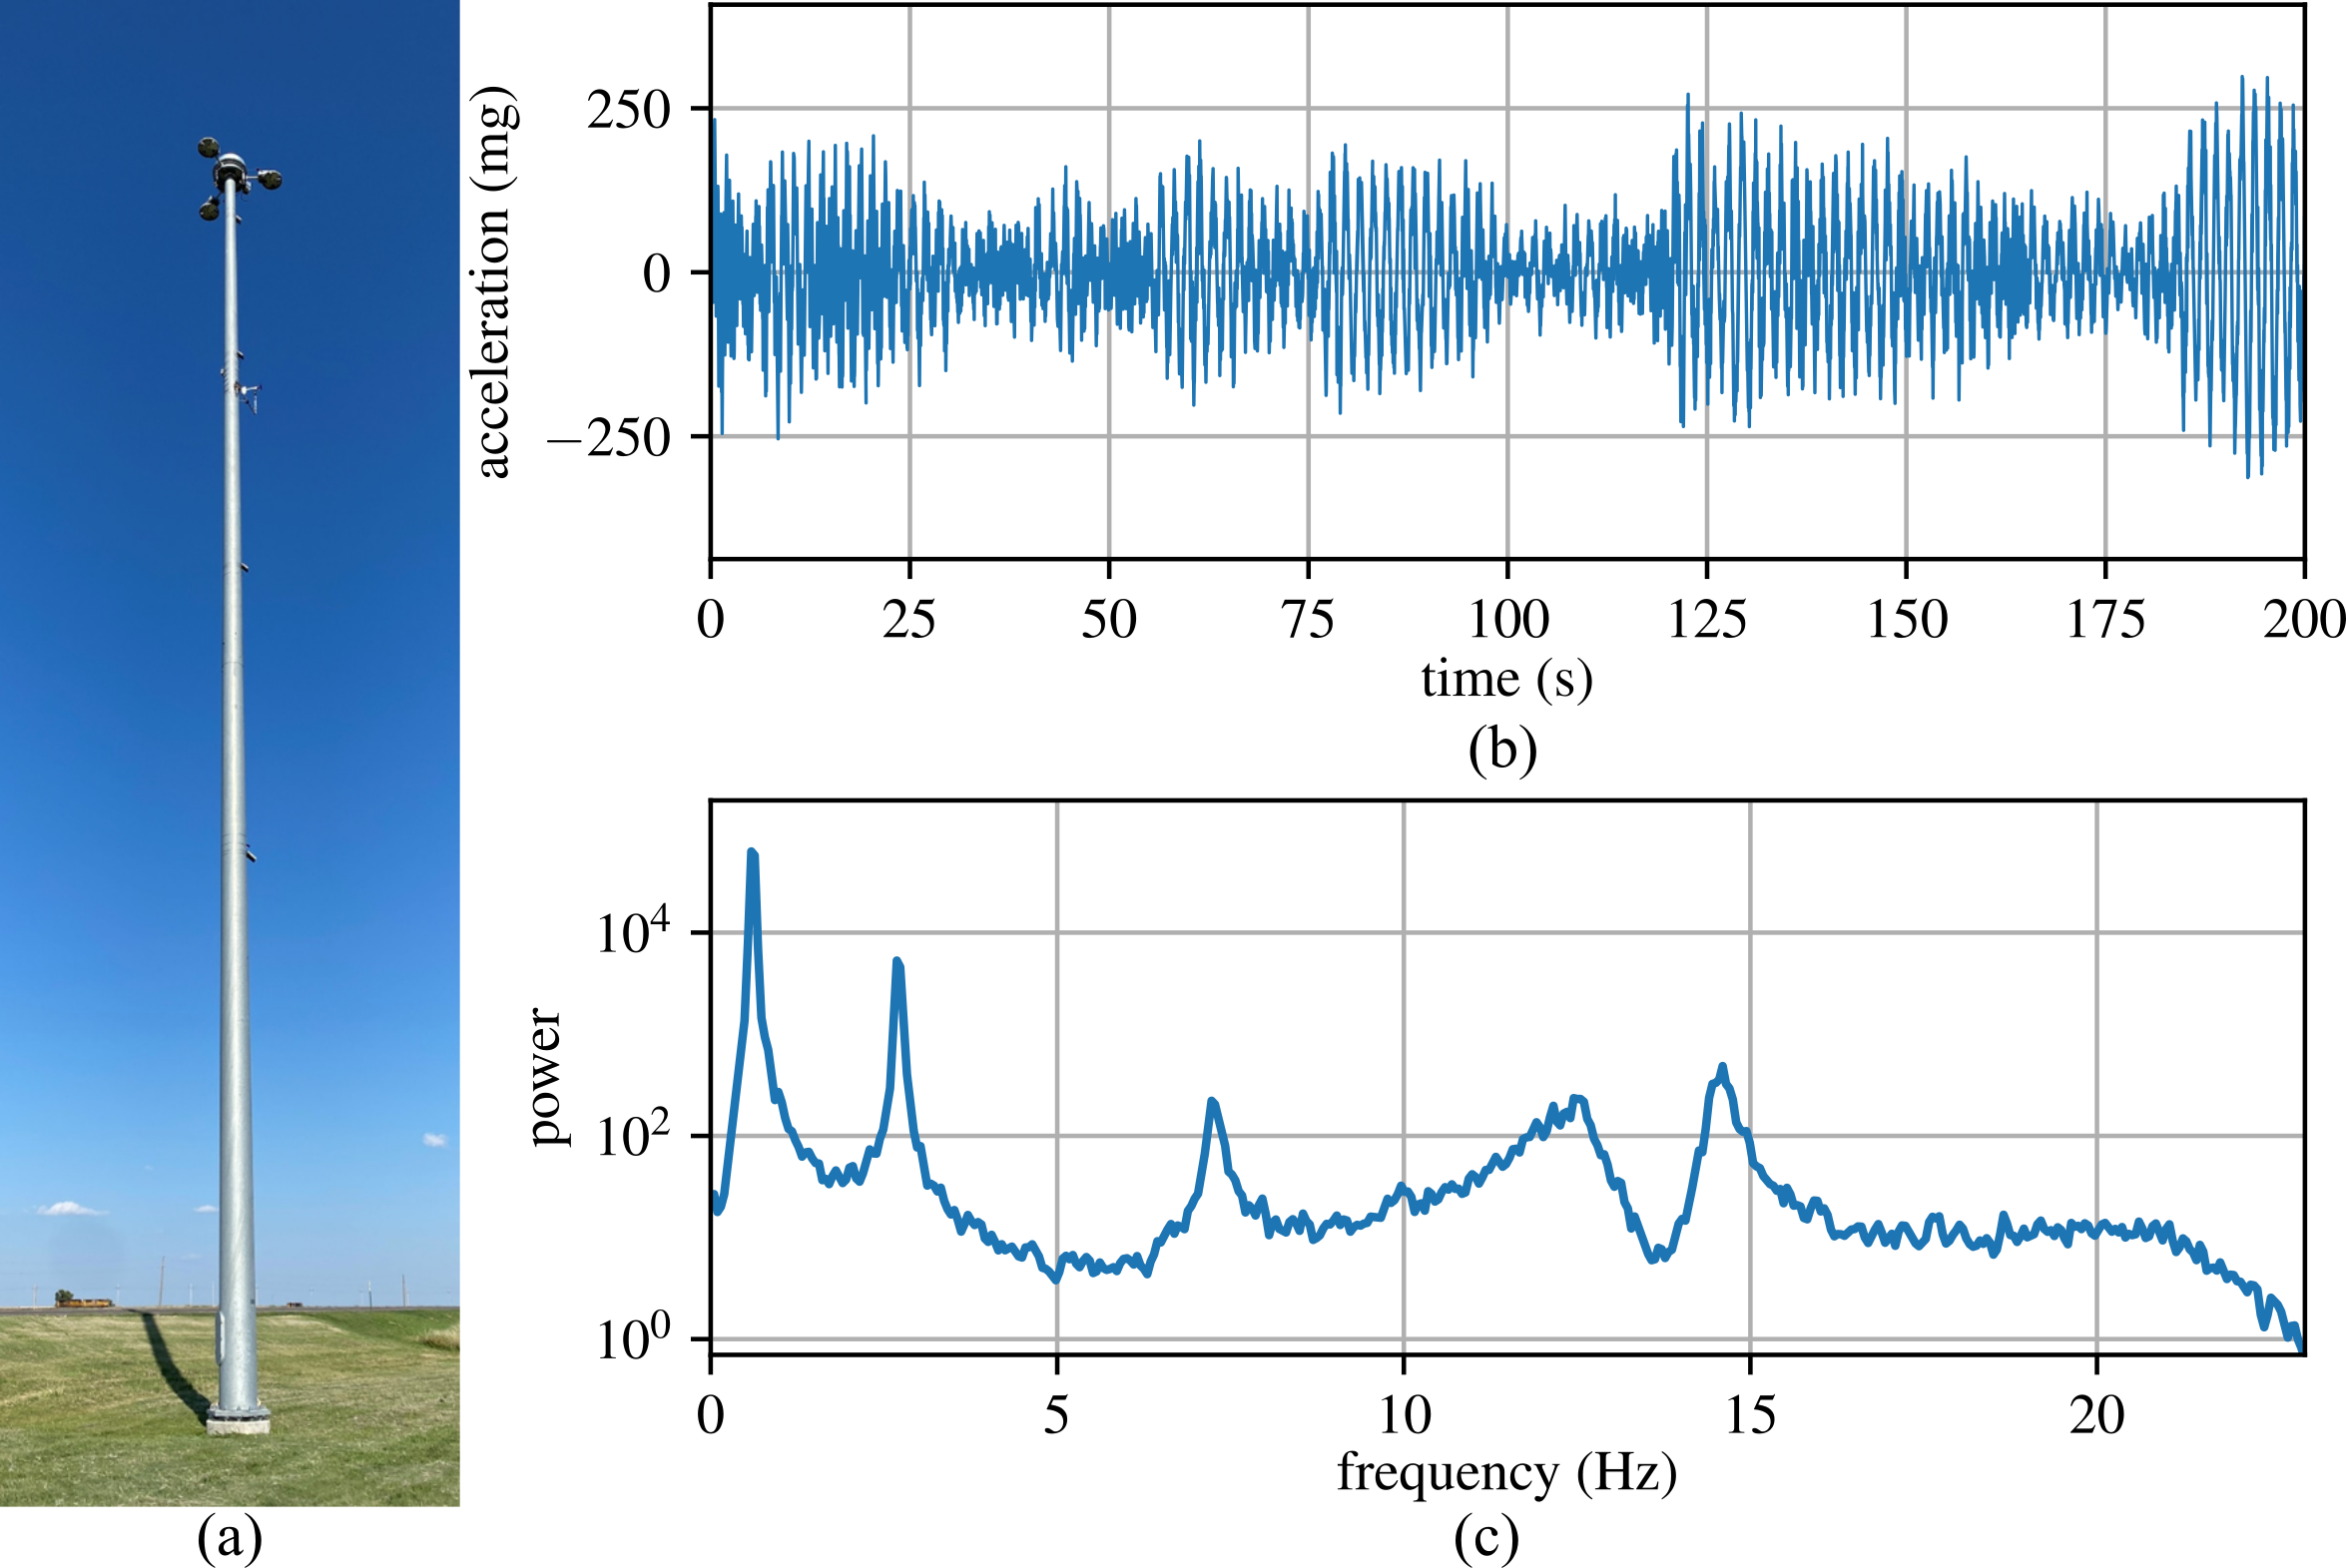 acceleration (mg)
250
0
−250
0 25 50 75 100 125 150 175 200
time (s)
(b)
power
10⁴
10²
10⁰
0 5 10 15 20
frequency (Hz)
(a)
(c)